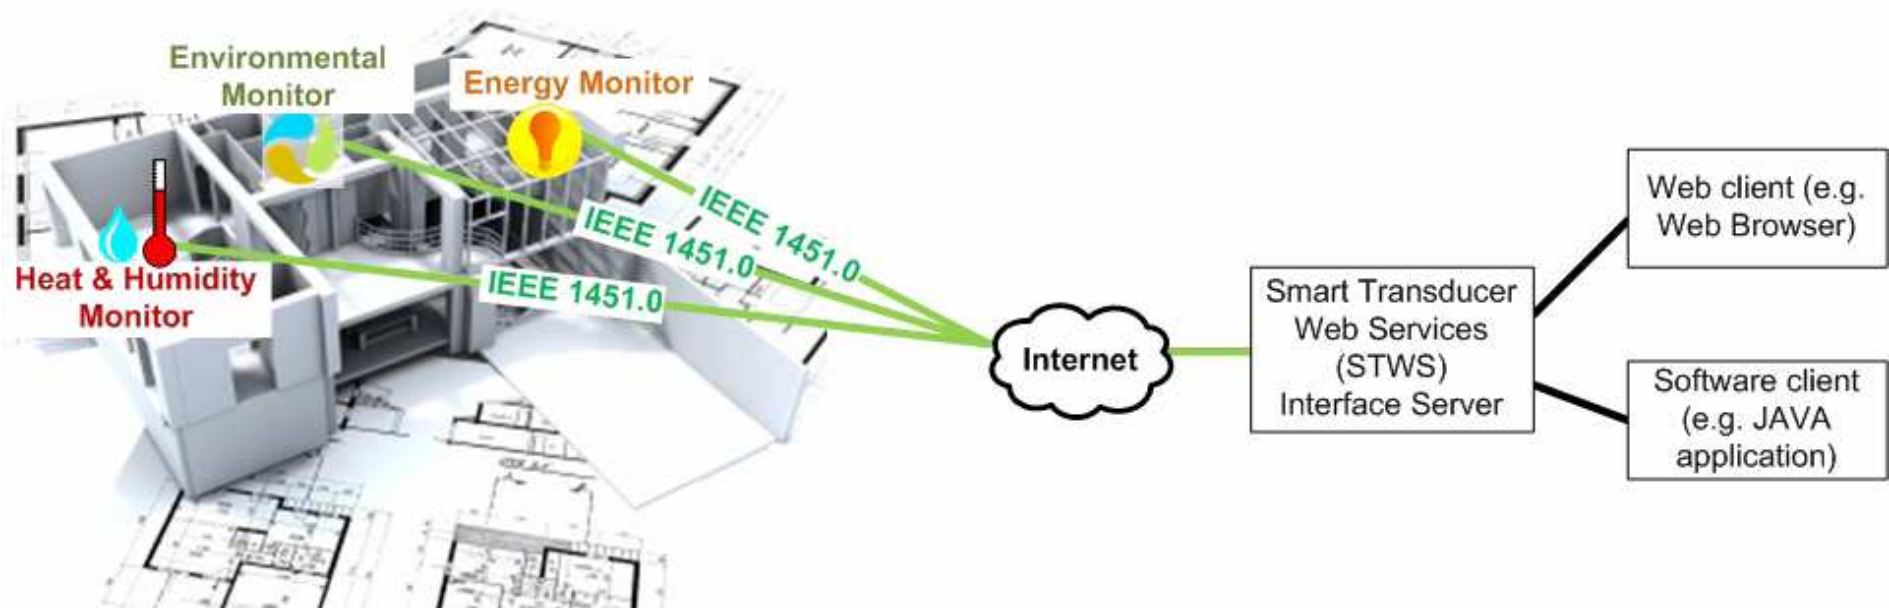 Environmental
Monitor
Energy Monitor
Heat & Humidity
Monitor
IEEE 1451.0
IEEE 1451.0
IEEE 1451.0
Internet
Smart Transducer
Web Services
(STWS)
Interface Server
Web client (e.g.
Web Browser)
Software client
(e.g. JAVA
application)